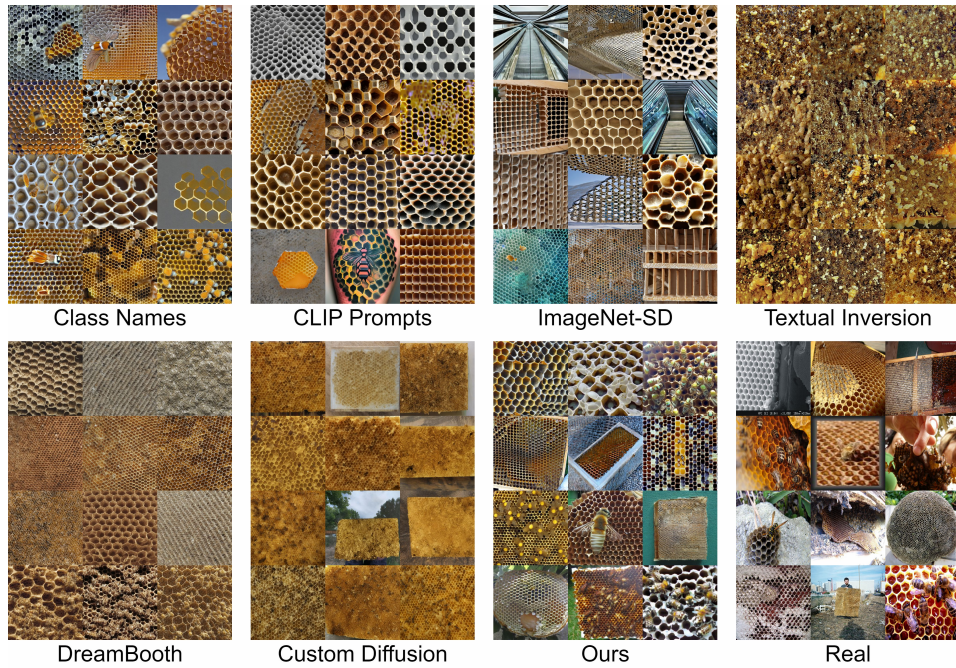 Class Names
CLIP Prompts
ImageNet-SD
Textual Inversion
DreamBooth
Custom Diffusion
Ours
Real